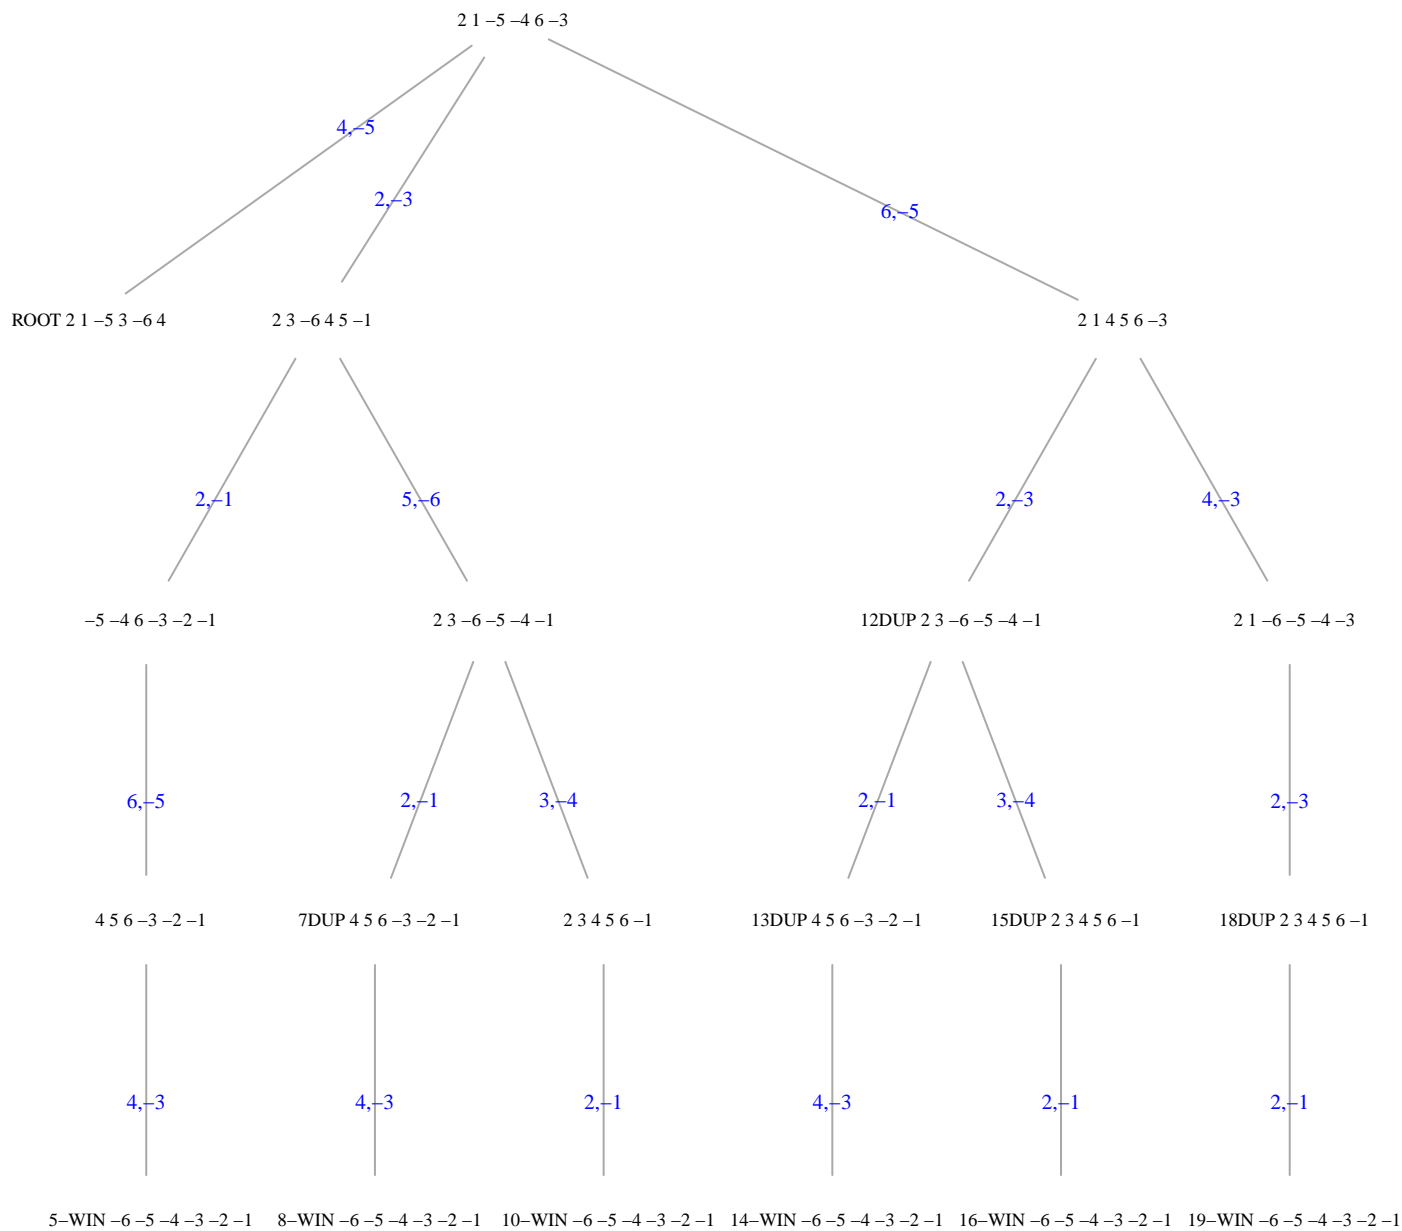 2 1 –5 –4 6 –3
4,–5
2,–3
6,–5
ROOT 2 1 –5 3 –6 4
2 3 –6 4 5 –1
2 1 4 5 6 –3
2,–1
5,–6
2,–3
4,–3
–5 –4 6 –3 –2 –1
2 3 –6 –5 –4 –1
12DUP 2 3 –6 –5 –4 –1
2 1 –6 –5 –4 –3
6,–5
2,–1
3,–4
2,–1
3,–4
2,–3
4 5 6 –3 –2 –1
7DUP 4 5 6 –3 –2 –1
2 3 4 5 6 –1
13DUP 4 5 6 –3 –2 –1
15DUP 2 3 4 5 6 –1
18DUP 2 3 4 5 6 –1
4,–3
4,–3
2,–1
4,–3
2,–1
2,–1
5–WIN –6 –5 –4 –3 –2 –1
8–WIN –6 –5 –4 –3 –2 –1
10–WIN –6 –5 –4 –3 –2 –1
14–WIN –6 –5 –4 –3 –2 –1
16–WIN –6 –5 –4 –3 –2 –1
19–WIN –6 –5 –4 –3 –2 –1